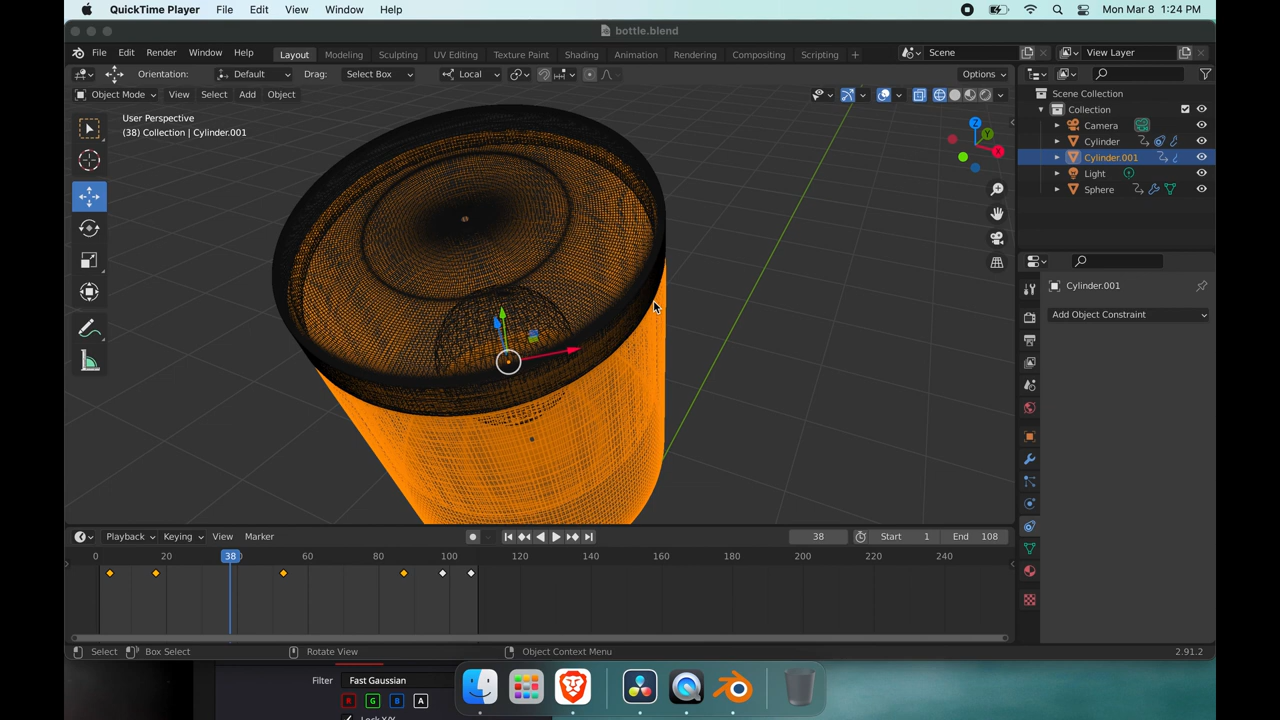 QuickTime Player File Edit View Window Help Mon Mar 8 1:24 PM
bottle.blend
File Edit Render Window Help Layout Modeling Sculpting UV Editing Texture Paint Shading Animation Rendering Compositing Scripting + Scene View Layer
Orientation: Default Drag: Select Box Local Options
Object Mode View Select Add Object
Scene Collection
Collection
Camera
Cylinder
Cylinder.001
Light
Sphere
User Perspective
(38) Collection | Cylinder.001
Z
Y
X
Cylinder.001
Add Object Constraint
Playback Keying View Marker 38 Start 1 End 108
0 20 38 60 80 100 120 140 160 180 200 220 240
Select Box Select Rotate View Object Context Menu 2.91.2
Filter Fast Gaussian
R G B A
Lock X/Y